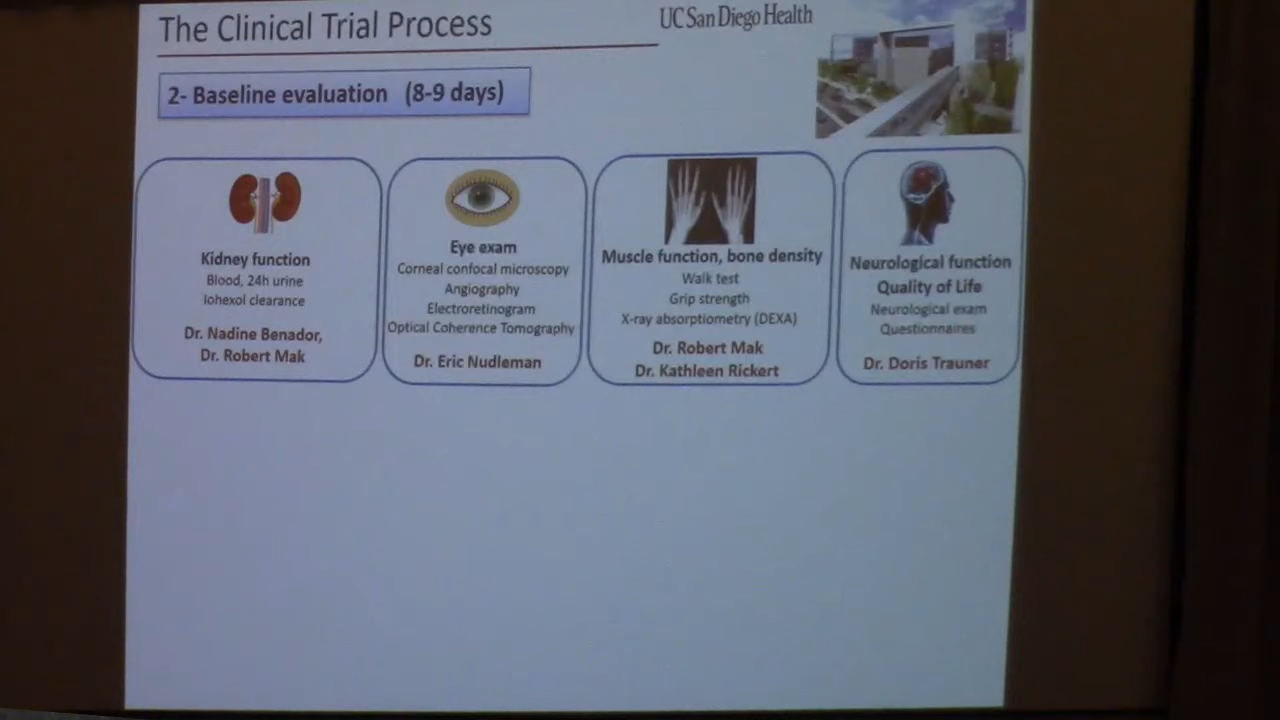 The Clinical Trial Process
UC San Diego Health
2- Baseline evaluation (8-9 days)
Kidney function
Blood, 24h urine
Iohexol clearance
Dr. Nadine Benador,
Dr. Robert Mak
Eye exam
Corneal confocal microscopy
Angiography
Electroretinogram
Optical Coherence Tomography
Dr. Eric Nudleman
Muscle function, bone density
Walk test
Grip strength
X-ray absorptiometry (DEXA)
Dr. Robert Mak
Dr. Kathleen Rickert
Neurological function
Quality of Life
Neurological exam
Questionnaires
Dr. Doris Trauner